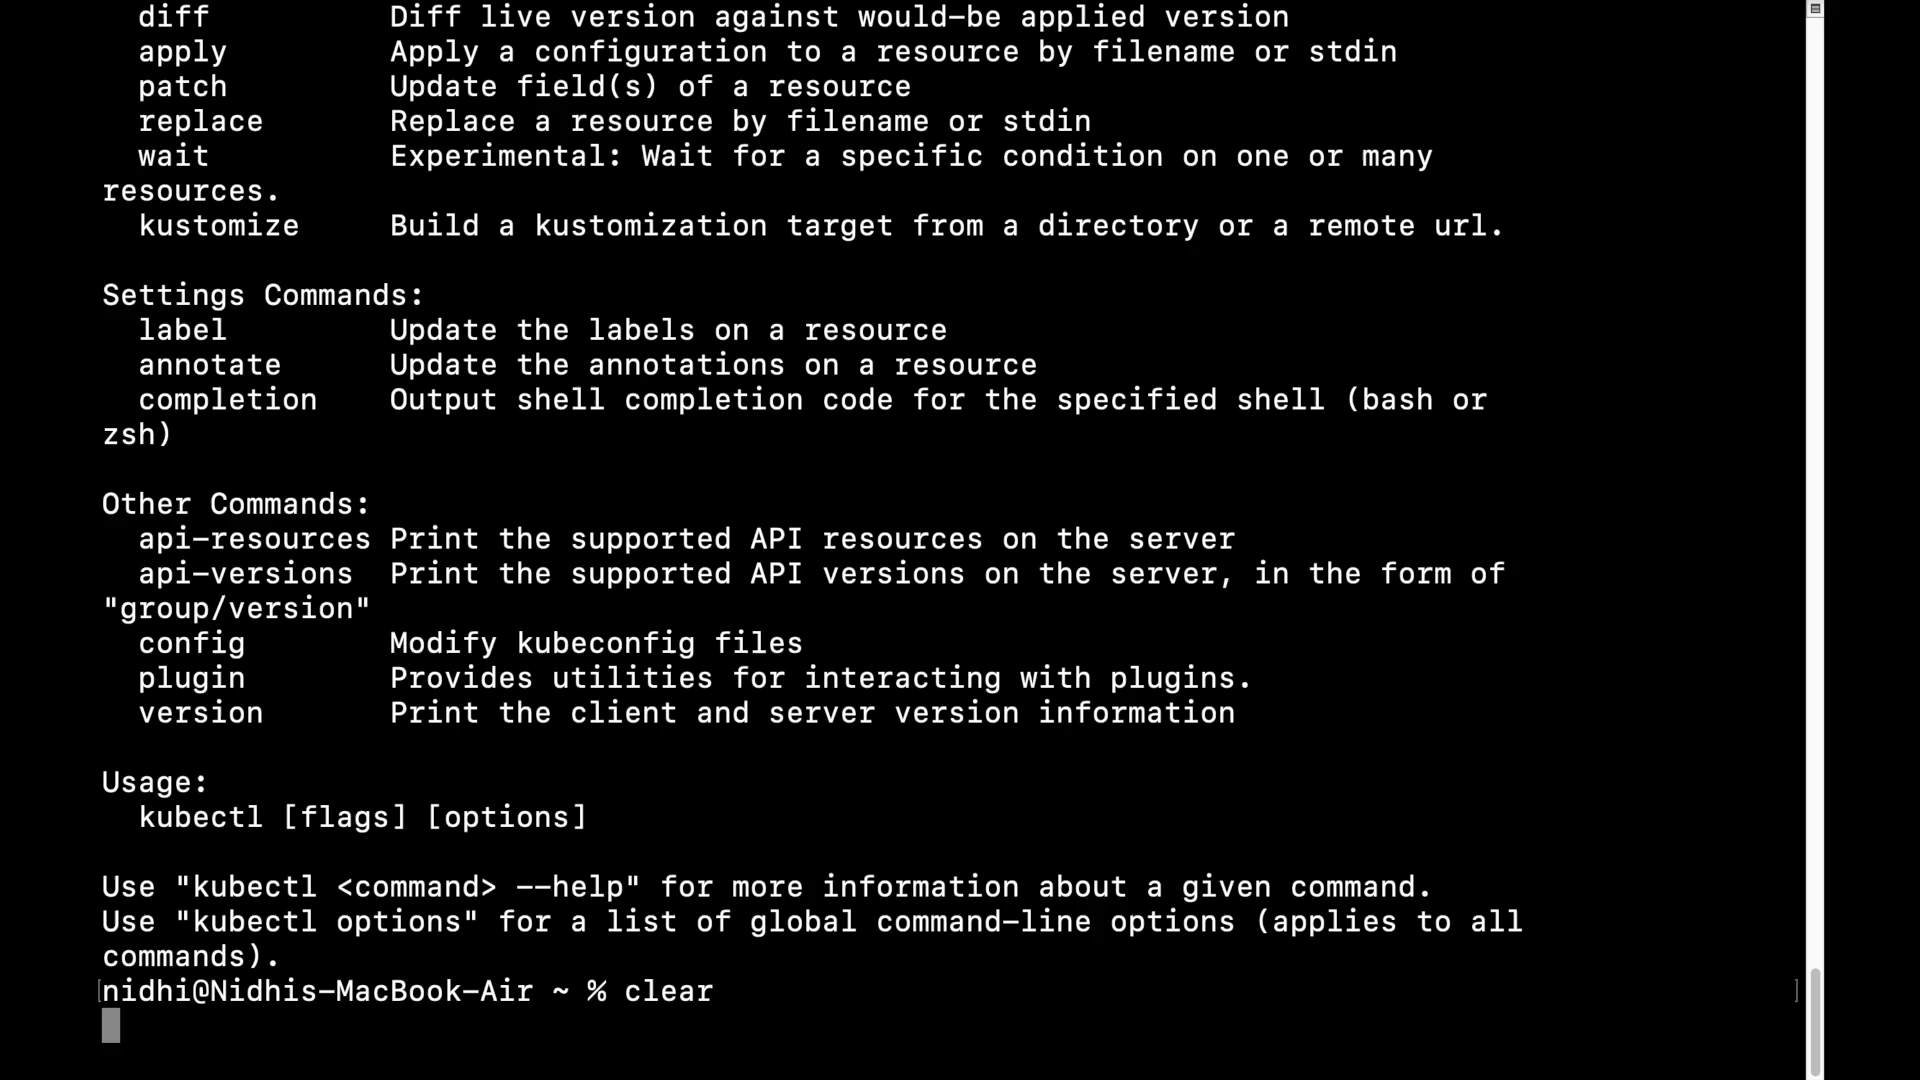 diff Diff live version against would-be applied version
apply Apply a configuration to a resource by filename or stdin
patch Update field(s) of a resource
replace Replace a resource by filename or stdin
wait Experimental: Wait for a specific condition on one or many
resources.
kustomize Build a kustomization target from a directory or a remote url.
Settings Commands:
label Update the labels on a resource
annotate Update the annotations on a resource
completion Output shell completion code for the specified shell (bash or
zsh)
Other Commands:
api-resources Print the supported API resources on the server
api-versions Print the supported API versions on the server, in the form of
"group/version"
config Modify kubeconfig files
plugin Provides utilities for interacting with plugins.
version Print the client and server version information
Usage:
kubectl [flags] [options]
Use "kubectl <command> --help" for more information about a given command.
Use "kubectl options" for a list of global command-line options (applies to all
commands).
nidhi@Nidhis-MacBook-Air ~ % clear